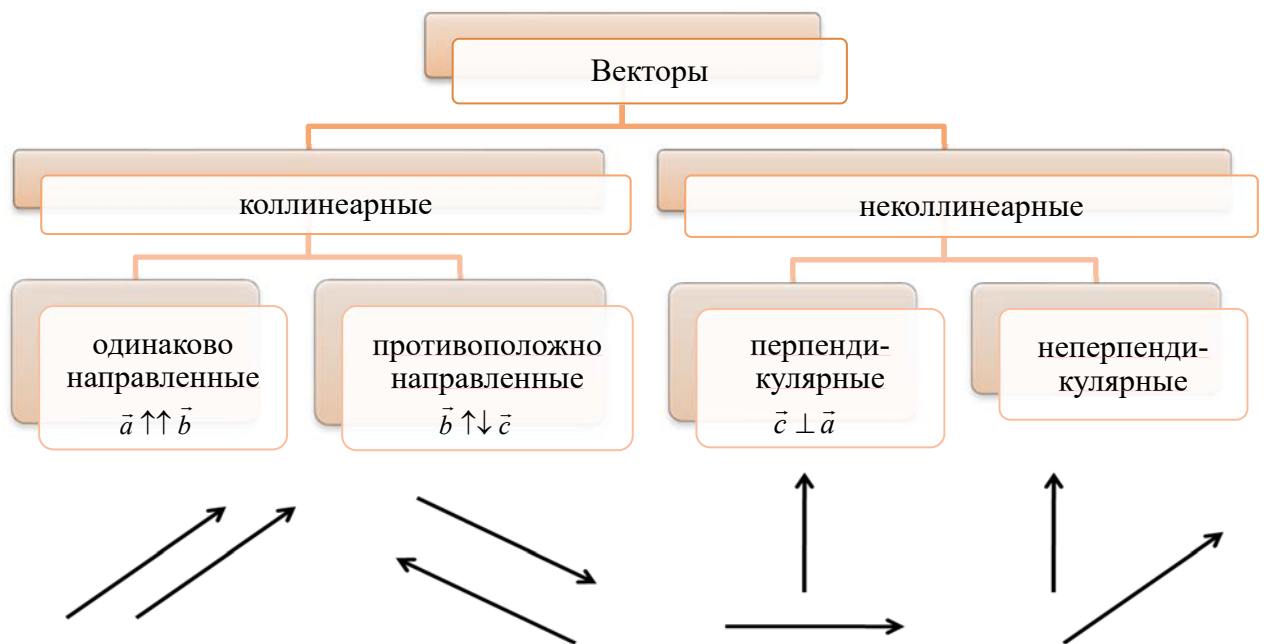 Векторы
коллинеарные
неколлинеарные
одинаково
направленные
a⃗ ↑↑ b⃗
противоположно
направленные
b⃗ ↑↓ c⃗
перпенди-
кулярные
c⃗ ⊥ a⃗
неперпенди-
кулярные